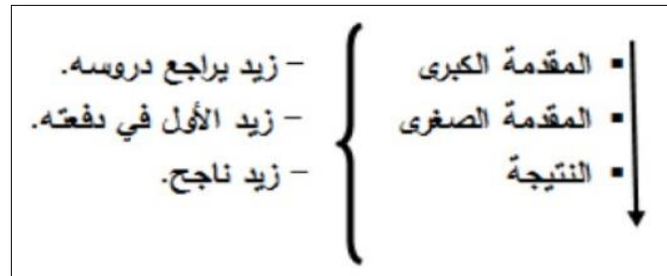 ▪ المقدمة الكبرى – زيد يراجع دروسه.
▪ المقدمة الصغرى – زيد الأول في دفعته.
▪ النتيجة – زيد ناجح.